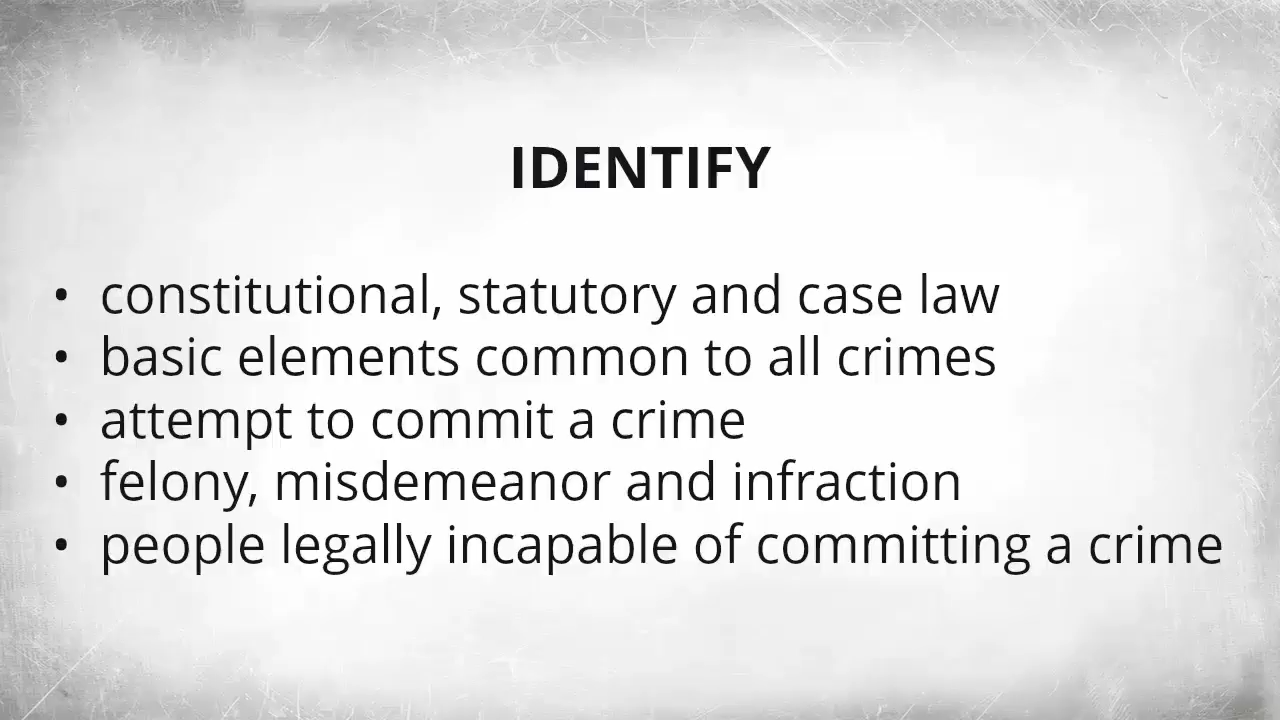 IDENTIFY
• constitutional, statutory and case law
• basic elements common to all crimes
• attempt to commit a crime
• felony, misdemeanor and infraction
• people legally incapable of committing a crime